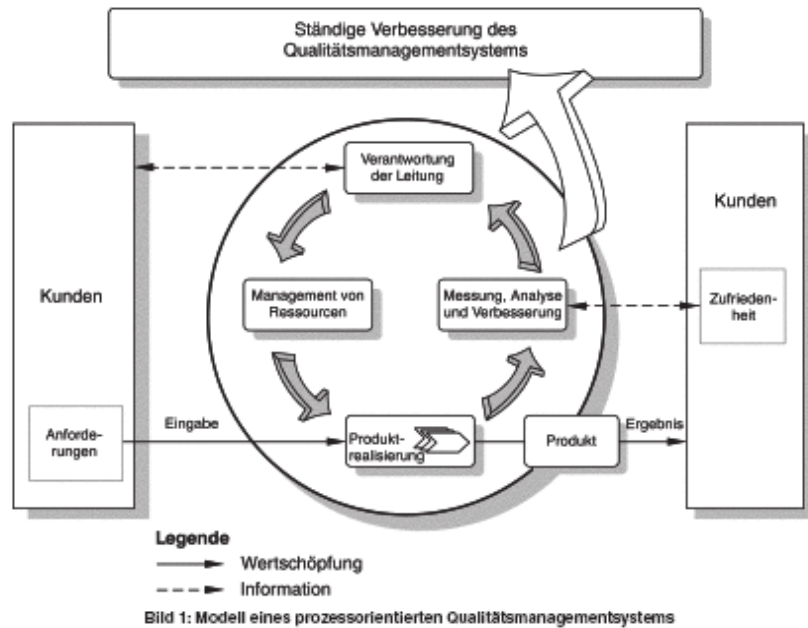 Ständige Verbesserung des
Qualitätsmanagementsystems
Verantwortung
der Leitung
Kunden
Kunden
Management von
Ressourcen
Messung, Analyse
und Verbesserung
Zufrieden-
heit
Anforde-
rungen
Eingabe
Produkt-
realisierung
Produkt
Ergebnis
Legende
Wertschöpfung
Information
Bild 1: Modell eines prozessorientierten Qualitätsmanagementsystems